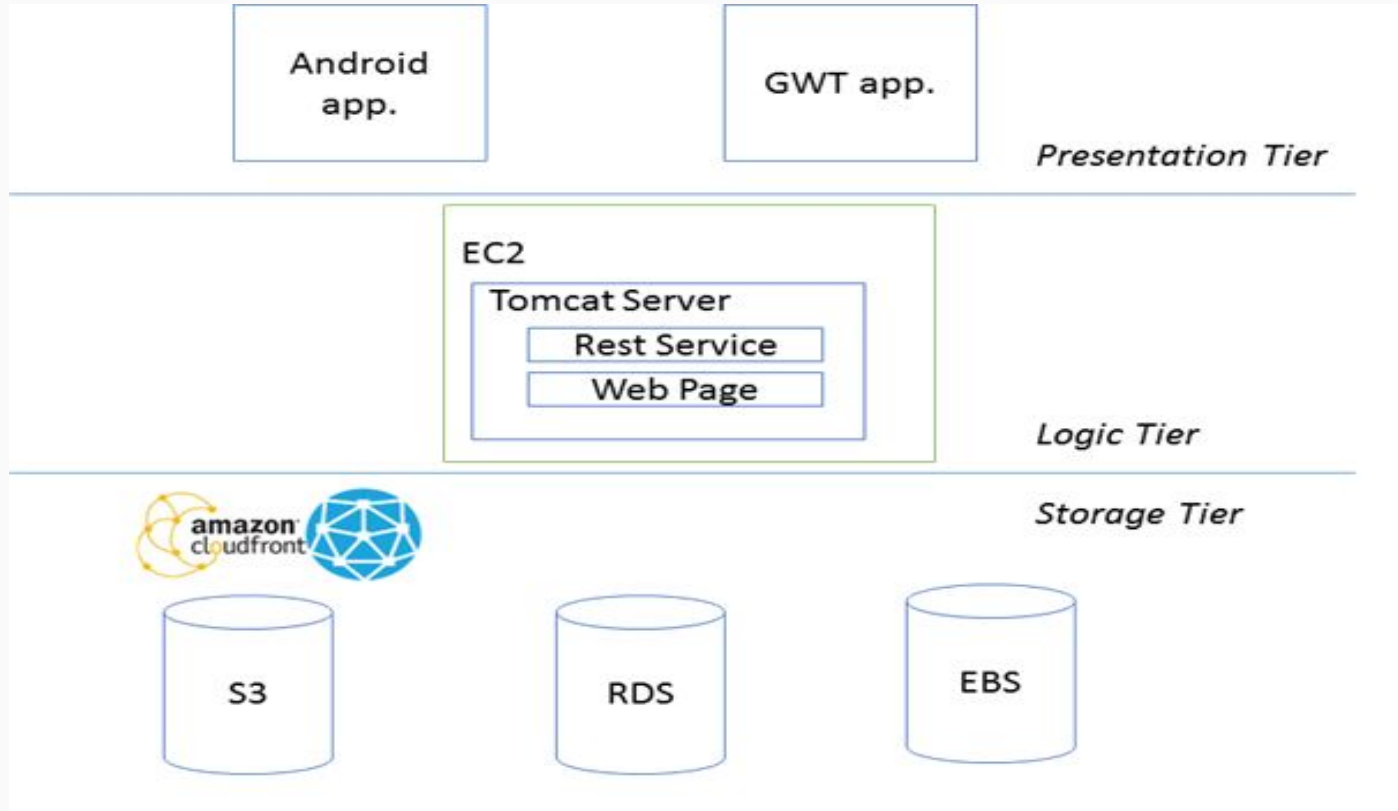 Android
app.
GWT app.
Presentation Tier
EC2
Tomcat Server
Rest Service
Web Page
Logic Tier
Storage Tier
amazon
cloudfront
S3
RDS
EBS